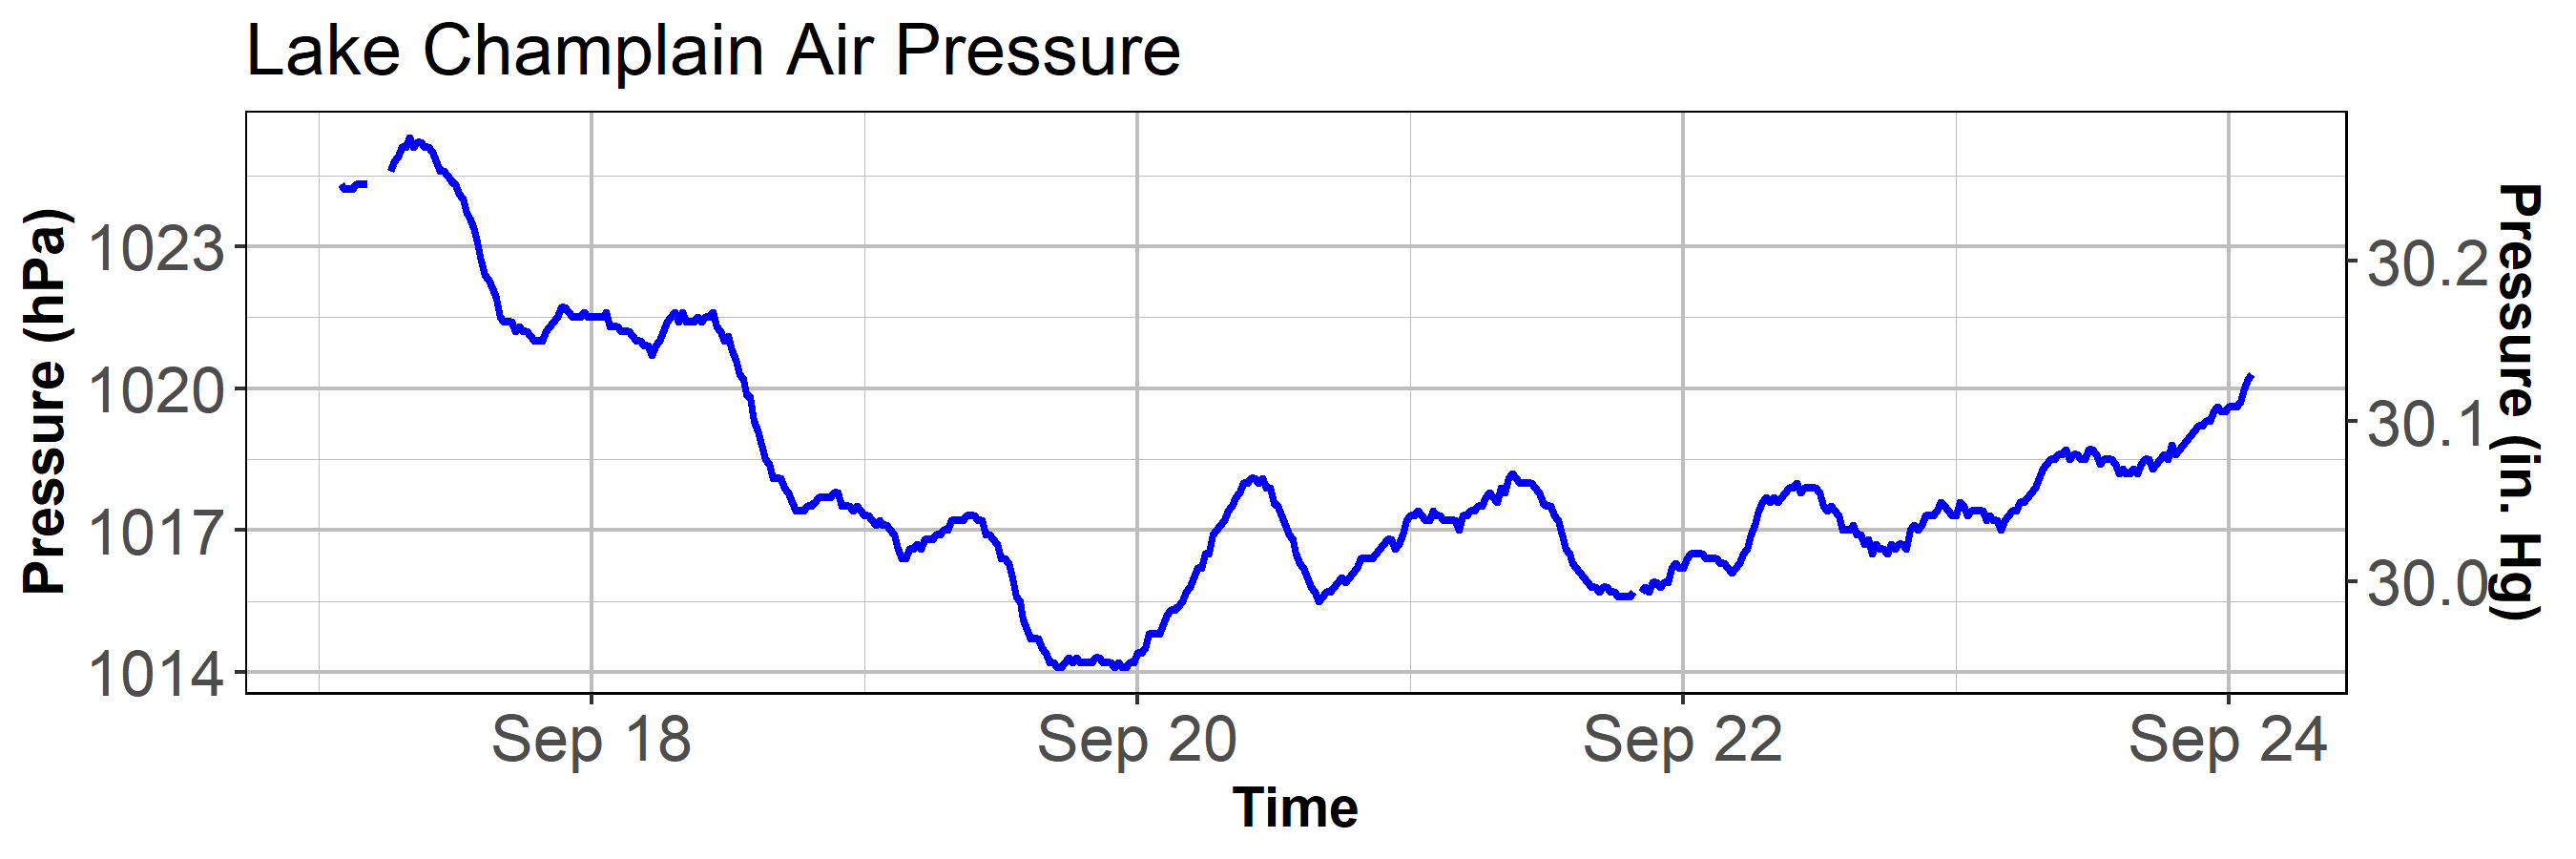 Lake Champlain Air Pressure
Pressure (hPa)
1023
1020
1017
1014
30.2
30.1
30.0
Pressure (in. Hg)
Sep 18
Sep 20
Sep 22
Sep 24
Time